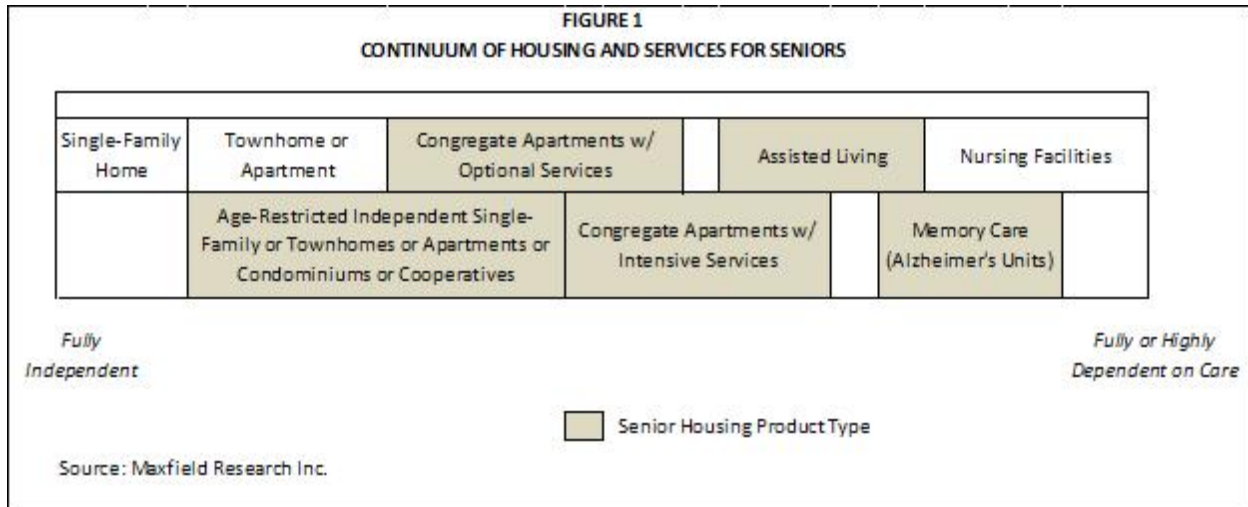 FIGURE 1
CONTINUUM OF HOUSING AND SERVICES FOR SENIORS
Single-Family
Home
Townhome or
Apartment
Congregate Apartments w/
Optional Services
Assisted Living
Nursing Facilities
Age-Restricted Independent Single-
Family or Townhomes or Apartments or
Condominiums or Cooperatives
Congregate Apartments w/
Intensive Services
Memory Care
(Alzheimer's Units)
Fully
Independent
Fully or Highly
Dependent on Care
Senior Housing Product Type
Source: Maxfield Research Inc.